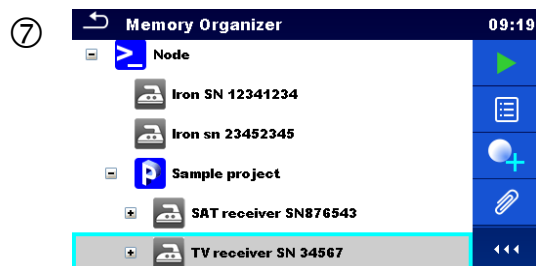 ⑦
Memory Organizer 09:19
Node
Iron SN 12341234
Iron sn 23452345
Sample project
SAT receiver SN876543
TV receiver SN 34567